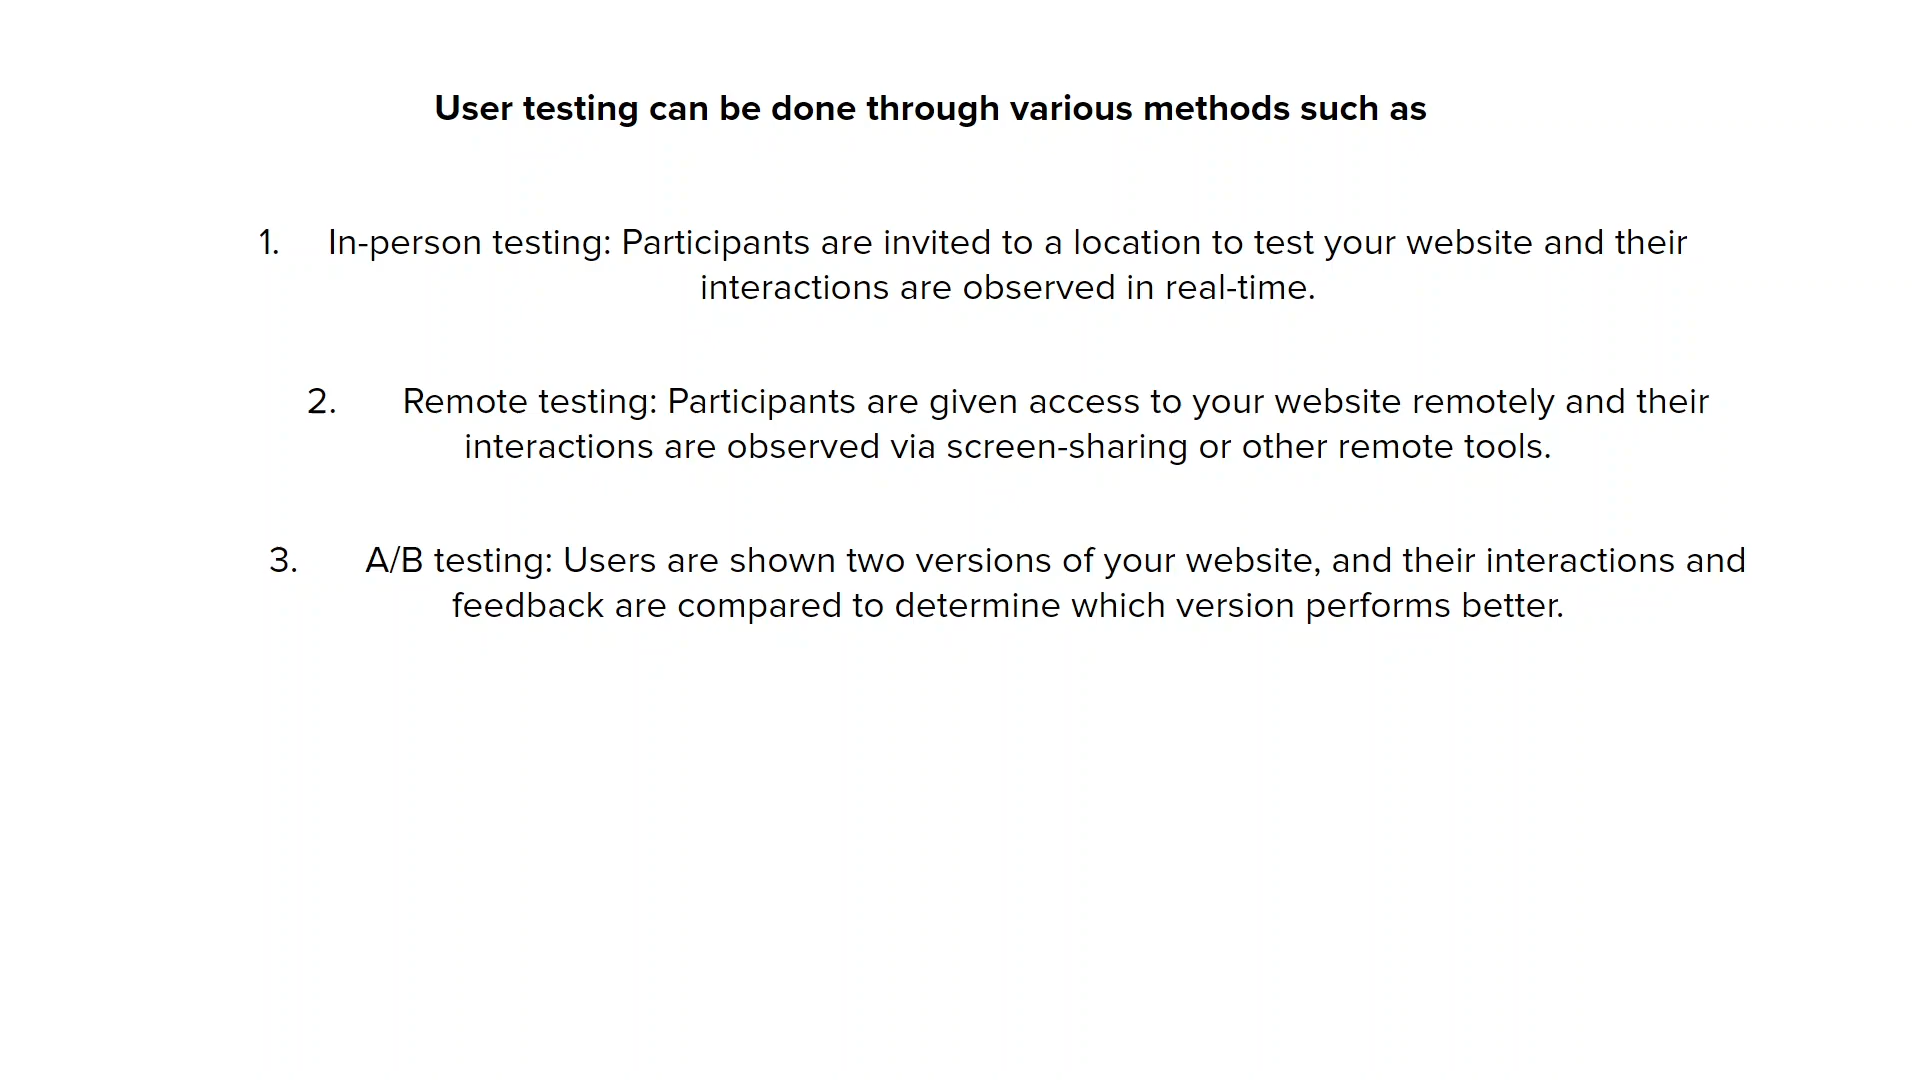 User testing can be done through various methods such as
1. In-person testing: Participants are invited to a location to test your website and their
interactions are observed in real-time.
2. Remote testing: Participants are given access to your website remotely and their
interactions are observed via screen-sharing or other remote tools.
3. A/B testing: Users are shown two versions of your website, and their interactions and
feedback are compared to determine which version performs better.